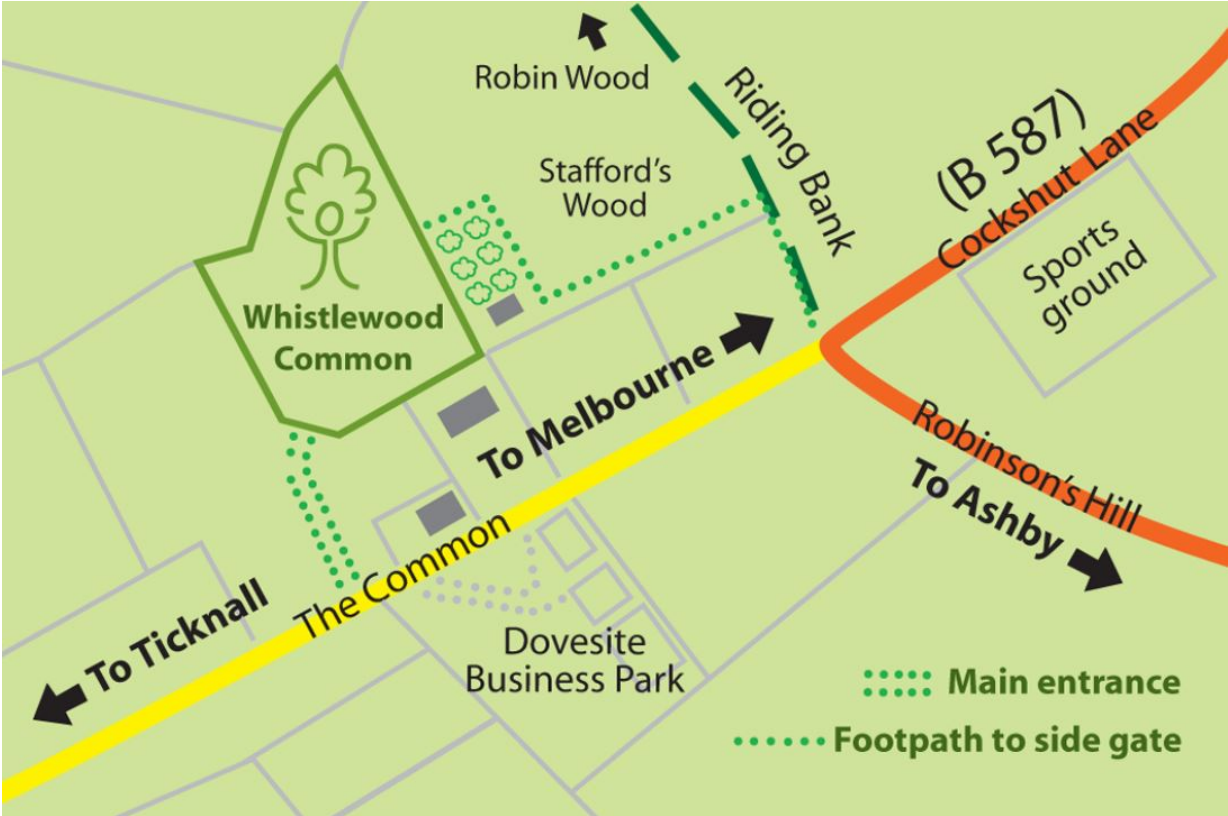 Robin Wood
Riding Bank
(B 587)
Cockshut Lane
Stafford's
Wood
Sports
ground
Whistlewood
Common
To Melbourne
Robinson's Hill
To Ashby
The Common
To Ticknall
Dovesite
Business Park
Main entrance
Footpath to side gate